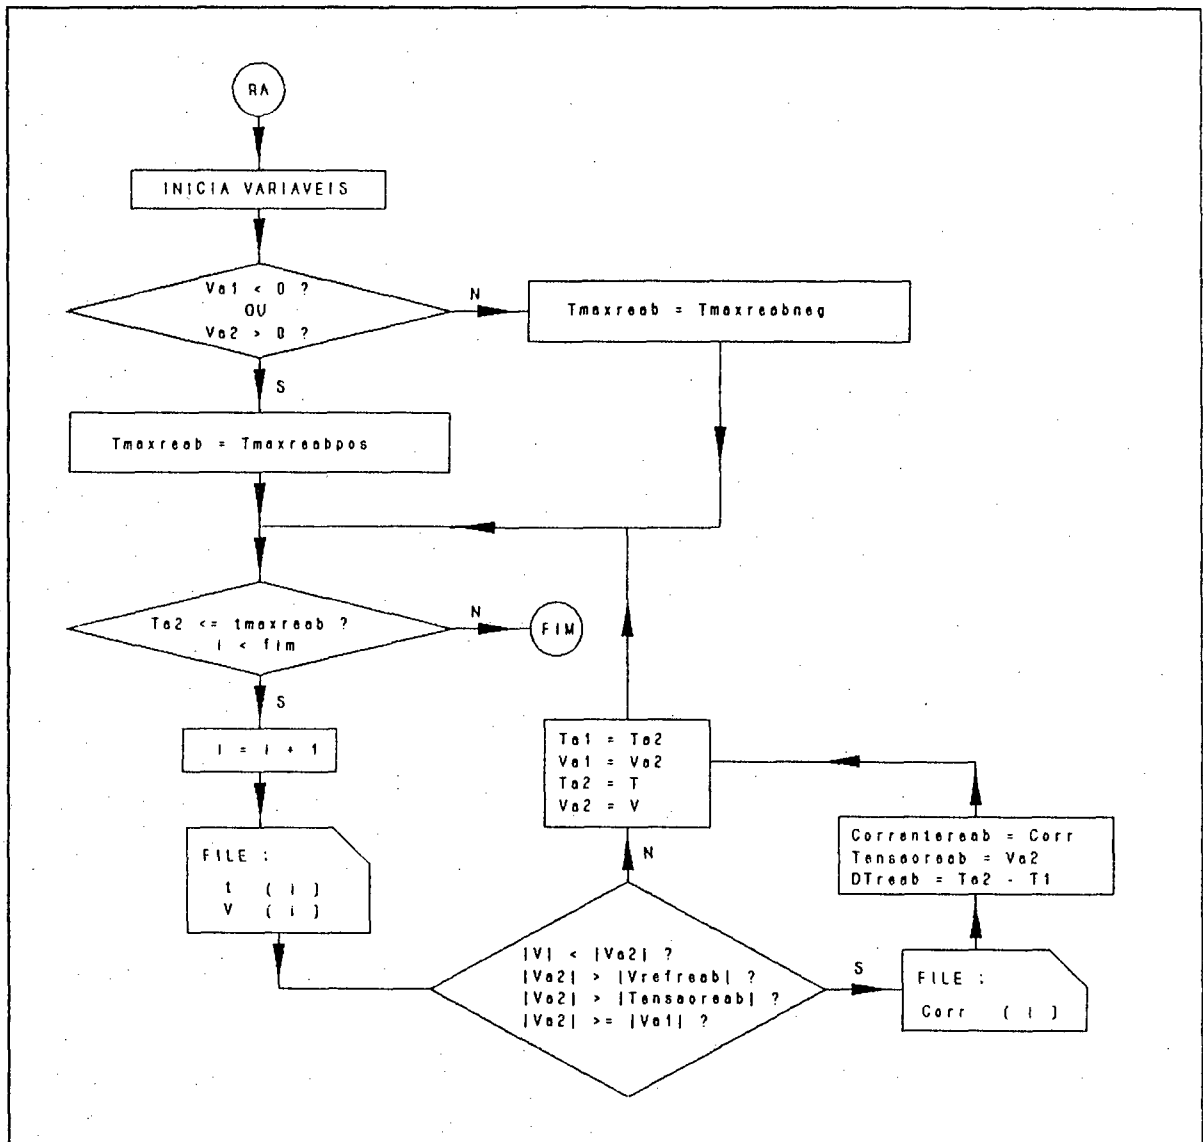 RA
INICIA VARIAVEIS
Va1 < 0 ?
OU
Va2 > 0 ?
N
Tmaxreab = Tmaxreabneg
S
Tmaxreab = Tmaxreabpos
Ta2 <= tmaxreab ?
i < fim
N
FIM
S
i = i + 1
Ta1 = Ta2
Va1 = Va2
Ta2 = T
Va2 = V
FILE :
t ( i )
V ( i )
N
Correntereab = Corr
Tensaoreab = Va2
DTreab = Ta2 - T1
|V| < |Va2| ?
|Va2| > |Vrefreab| ?
|Va2| > |Tensaoreab| ?
|Va2| >= |Va1| ?
S
FILE :
Corr ( i )